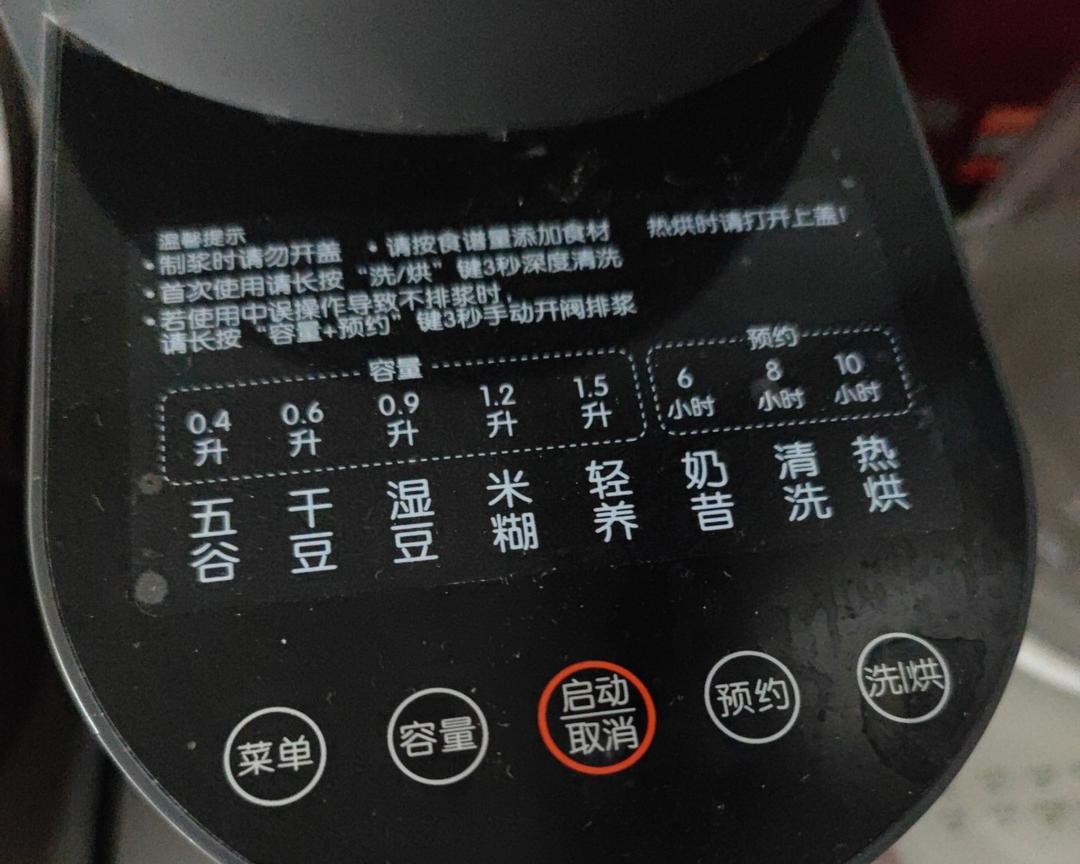 温馨提示
•制浆时请勿开盖 •请按食谱量添加食材 热烘时请打开上盖!
•首次使用请长按“洗/烘”键3秒深度清洗
•若使用中误操作导致不排浆时,
请长按“容量+预约”键3秒手动开阀排浆
容量 预约
0.4升 0.6升 0.9升 1.2升 1.5升 6小时 8小时 10小时
五谷 干豆 湿豆 米糊 轻养 奶昔 清洗 热烘
菜单 容量 启动/取消 预约 洗|烘